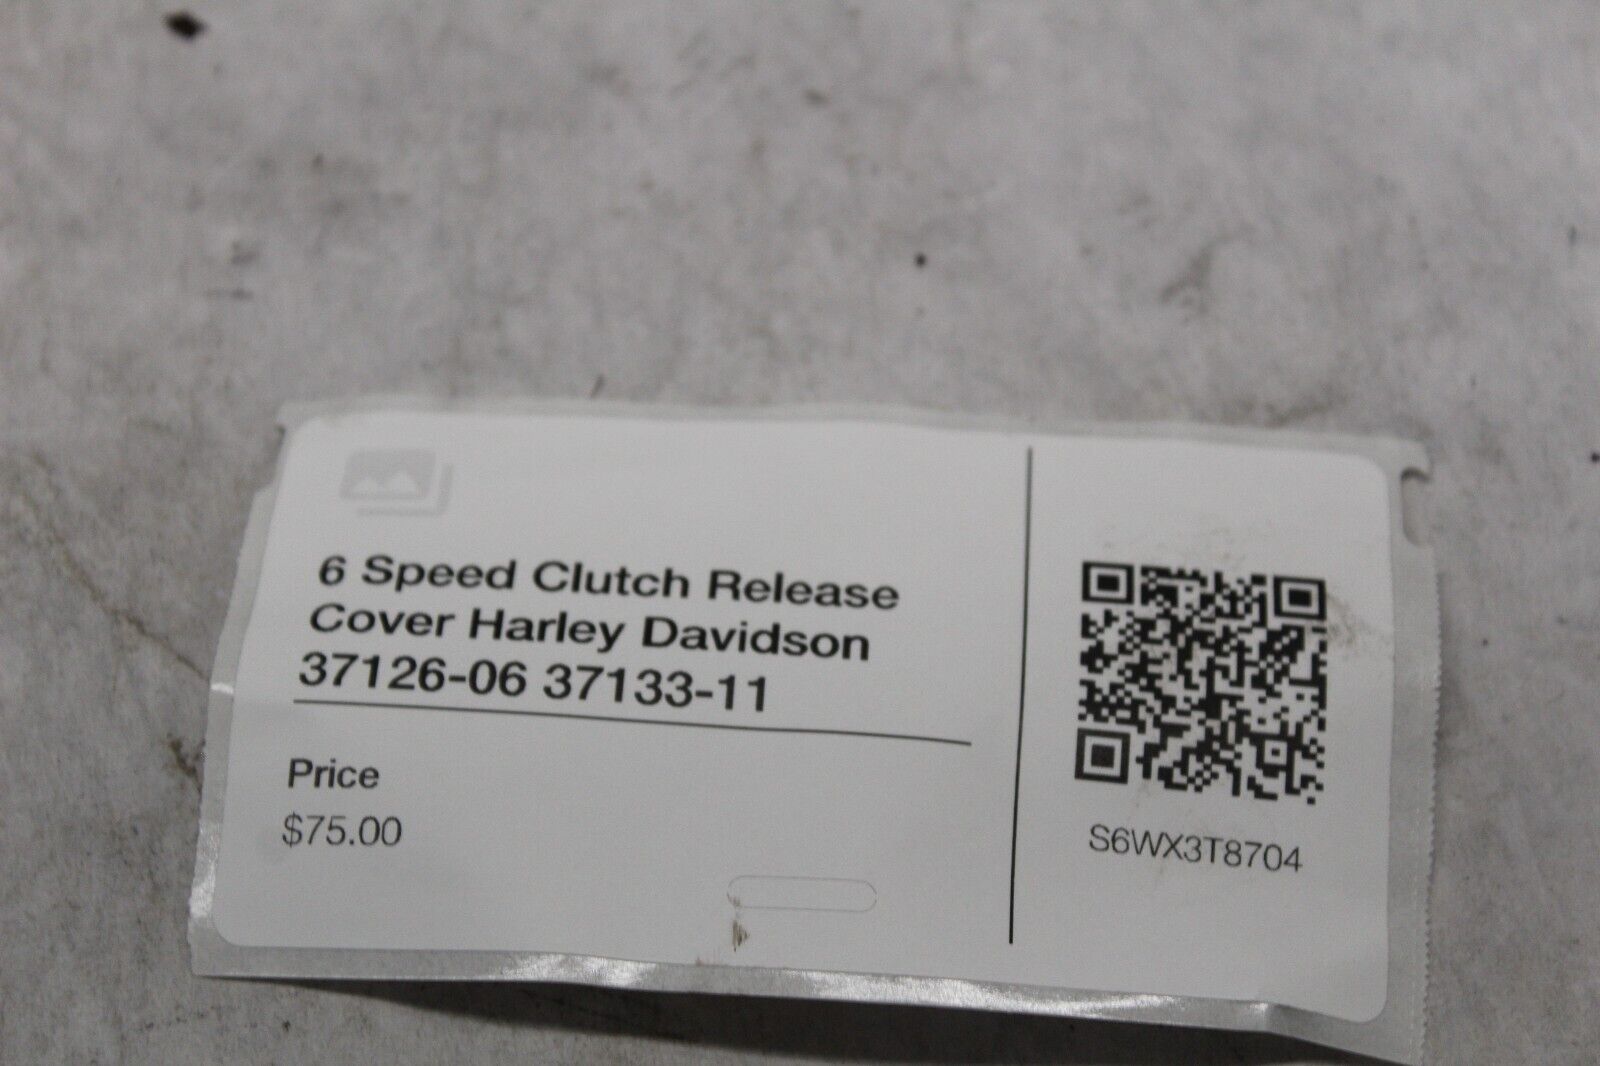 6 Speed Clutch Release
Cover Harley Davidson
37126-06 37133-11
Price
$75.00
S6WX3T8704